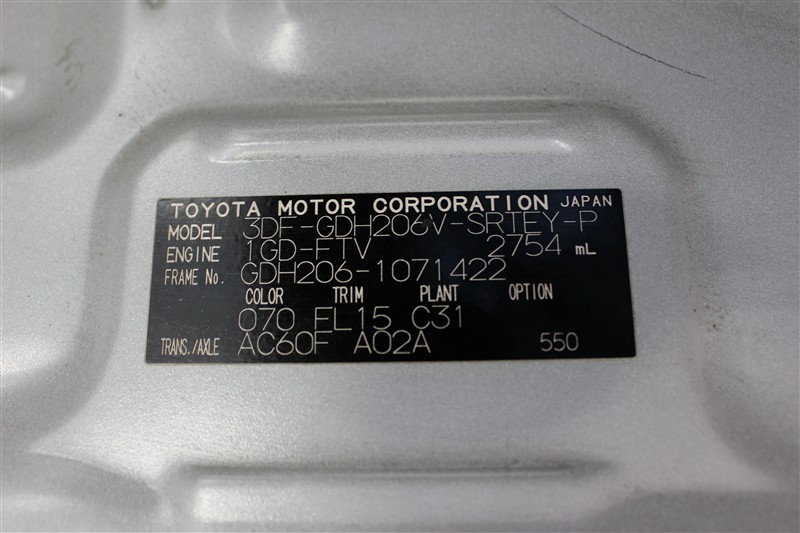 TOYOTA MOTOR CORPORATION JAPAN
MODEL 3DF-GDH206V-SRTEY-P
ENGINE 1GD-FTV 2754 mL
FRAME No. GDH206-1071422
COLOR TRIM PLANT OPTION
070 FL15 C31
TRANS./AXLE AC60F A02A 550